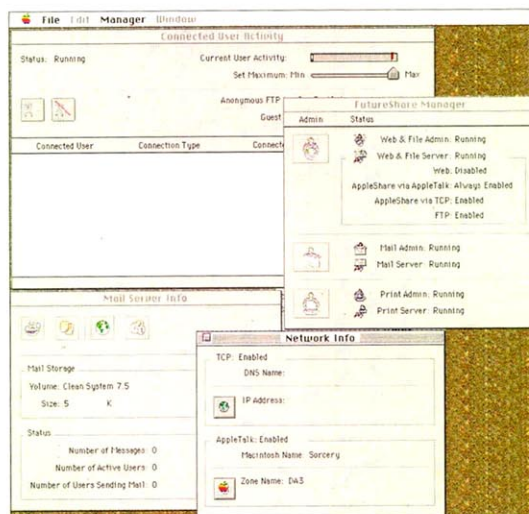 File Edit Manager Window
Connected User Activity
Status: Running
Current User Activity:
Set Maximum: Min Max
Anonymous FTP
Guest
Connected User Connection Type
FutureShare Manager
Admin Status
Web & File Admin: Running
Web & File Server: Running
Web: Disabled
AppleShare via AppleTalk: Always Enabled
AppleShare via TCP: Enabled
FTP: Enabled
Mail Admin: Running
Mail Server: Running
Print Admin: Running
Print Server: Running
Mail Server Info
Mail Storage
Volume: Clean System 7.5
Size: 5 K
Status
Number of Messages: 0
Number of Active Users: 0
Number of Users Sending Mail: 0
Network Info
TCP: Enabled
DNS Name:
IP Address:
AppleTalk: Enabled
Macintosh Name: Sorcery
Zone Name: DA3